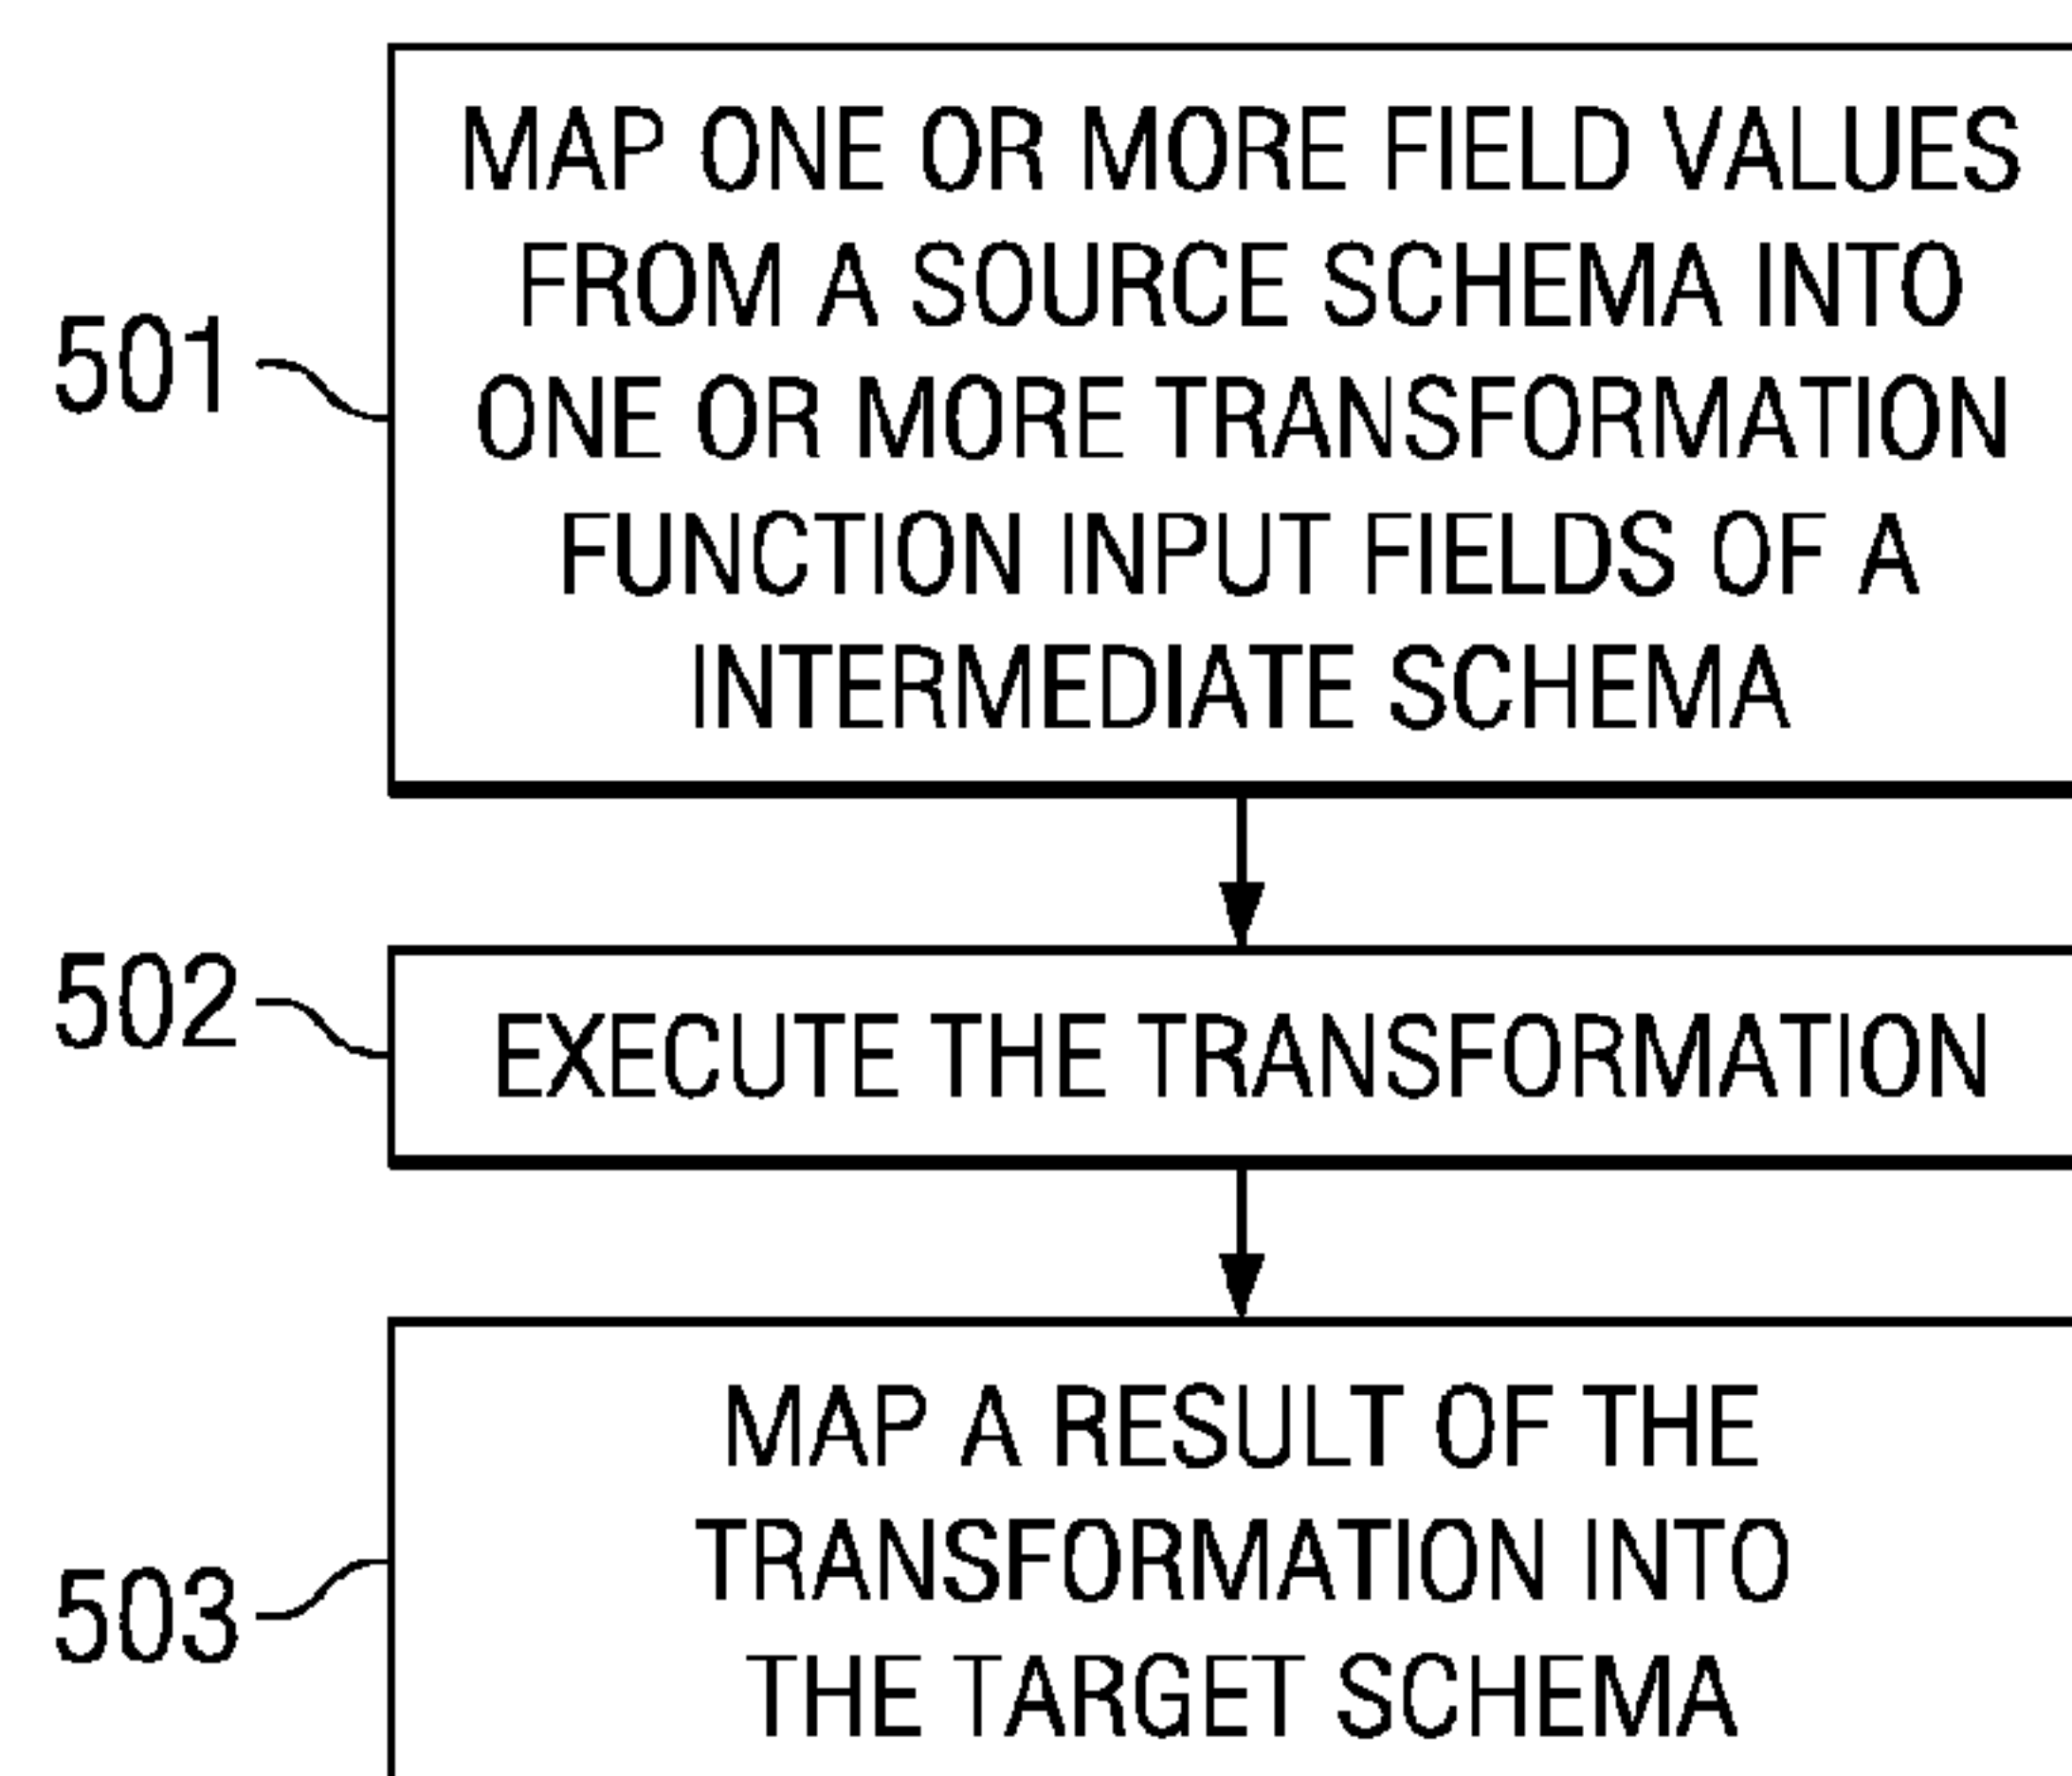 MAP ONE OR MORE FIELD VALUES
FROM A SOURCE SCHEMA INTO
501
ONE OR MORE TRANSFORMATION
FUNCTION INPUT FIELDS OF A
INTERMEDIATE SCHEMA
502
EXECUTE THE TRANSFORMATION
MAP A RESULT OF THE
TRANSFORMATION INTO
503
THE TARGET SCHEMA